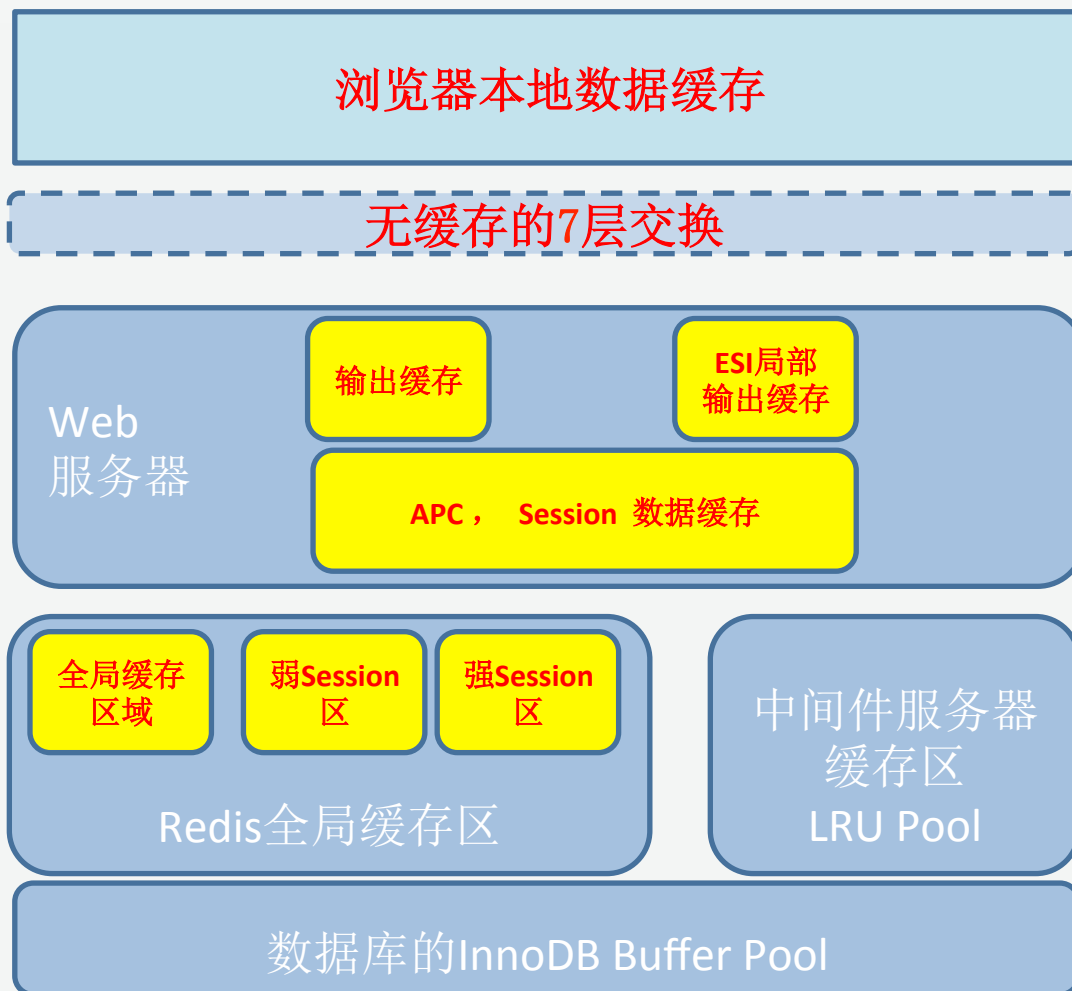 浏览器本地数据缓存
无缓存的7层交换
输出缓存
ESI局部
输出缓存
Web
服务器
APC， Session 数据缓存
全局缓存
区域
弱Session
区
强Session
区
Redis全局缓存区
中间件服务器
缓存区
LRU Pool
数据库的InnoDB Buffer Pool